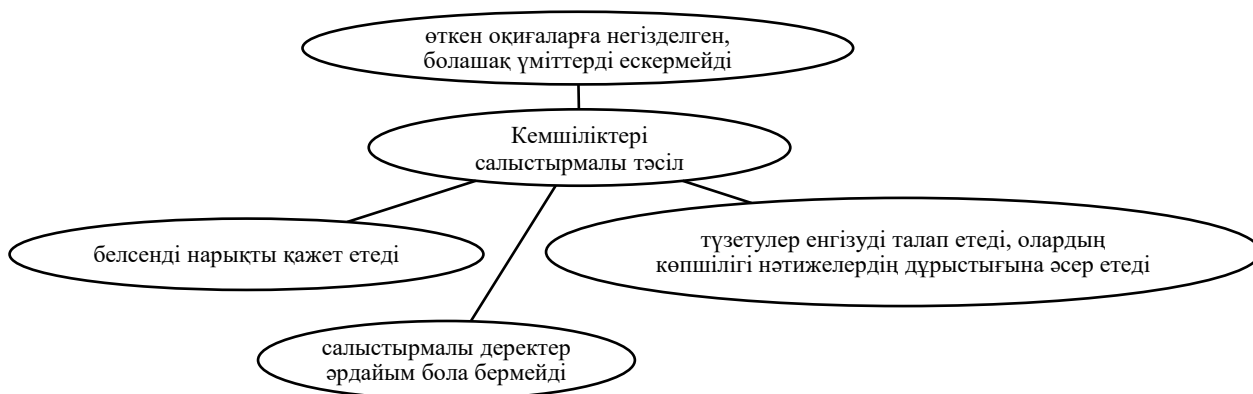 өткен оқиғаларға негізделген,
болашақ үміттерді ескермейді
Кемшіліктері
салыстырмалы тәсіл
белсенді нарықты қажет етеді
түзетулер енгізуді талап етеді, олардың
көпшілігі нәтижелердің дұрыстығына әсер етеді
салыстырмалы деректер
әрдайым бола бермейді